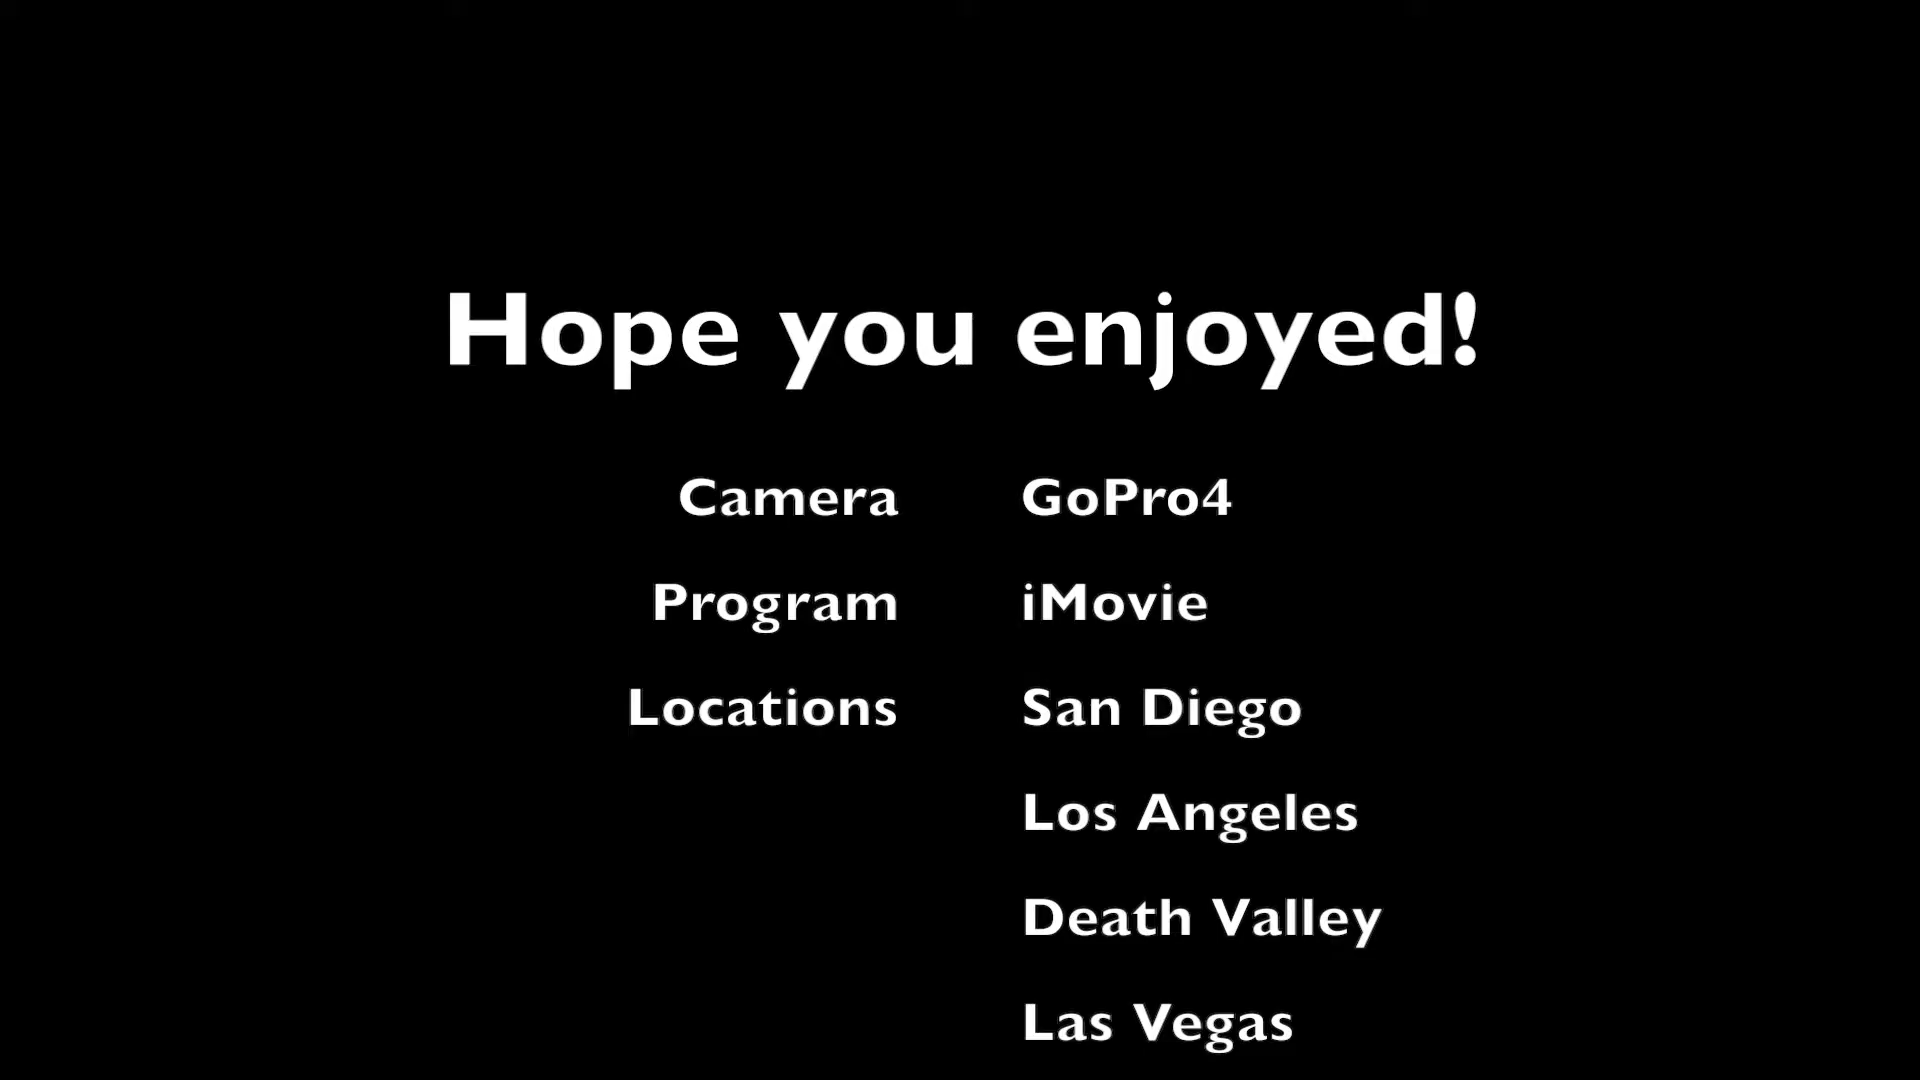 Hope you enjoyed!
Camera GoPro4
Program iMovie
Locations San Diego
Los Angeles
Death Valley
Las Vegas